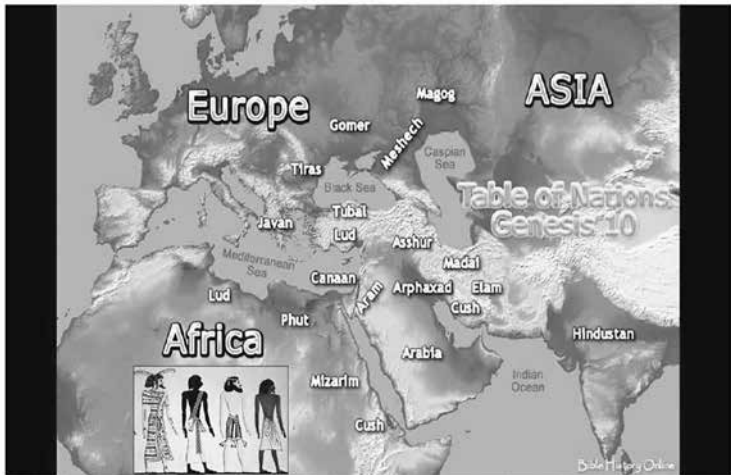 Magog
ASIA
Europe
Gomer
Meshech
Caspian
Sea
Tiras
Black Sea
Table of Nations
Genesis 10
Tubal
Javan
Lud
Asshur
Mediterranean
Sea
Madai
Canaan
Aram
Arphaxad
Elam
Lud
Cush
Phut
Africa
Hindustan
Arabia
Indian
Ocean
Mizarim
Cush
Bible History Online